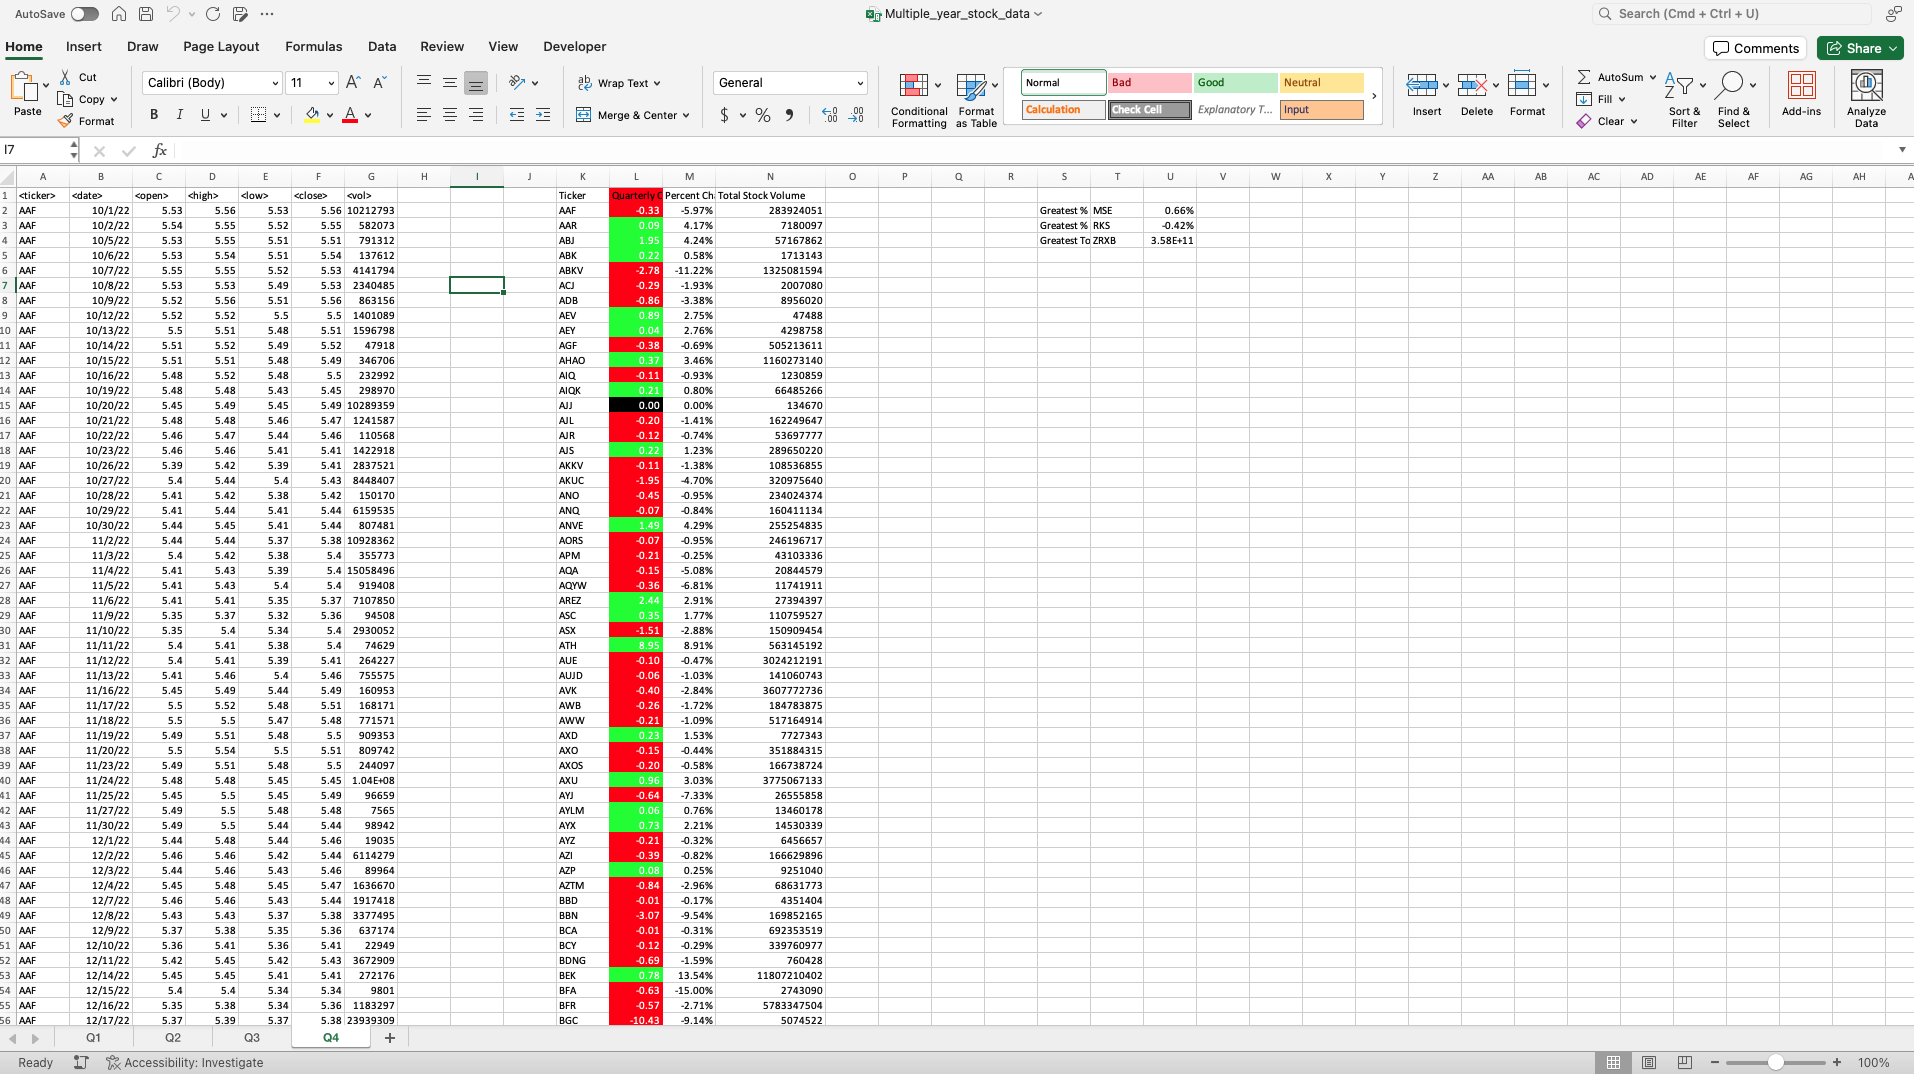 AutoSave
Multiple_year_stock_data
Search (Cmd + Ctrl + U)
Home Insert Draw Page Layout Formulas Data Review View Developer
Comments Share
Paste Cut Copy Format
Calibri (Body) 11
B I U
Wrap Text
Merge & Center
General
$ %
Conditional Formatting Format as Table
Normal Bad Good Neutral
Calculation Check Cell Explanatory T... Input
Insert Delete Format
AutoSum Fill Clear
Sort & Filter Find & Select Add-ins Analyze Data
I7 fx
A B C D E F G H I J K L M N O P Q R S T U V W X Y Z AA AB AC AD AE AF AG AH
1 <ticker> <date> <open> <high> <low> <close> <vol> Ticker Quarterly C Percent Ch Total Stock Volume
2 AAF 10/1/22 5.53 5.56 5.53 5.56 10212793 AAF -0.33 -5.97% 283924051 Greatest % MSE 0.66%
3 AAF 10/2/22 5.54 5.55 5.52 5.55 582073 AAR 0.09 4.17% 7180097 Greatest % RKS -0.42%
4 AAF 10/5/22 5.53 5.55 5.51 5.51 791312 ABJ 1.95 4.24% 57167862 Greatest To ZRXB 3.58E+11
5 AAF 10/6/22 5.53 5.54 5.51 5.54 137612 ABK 0.22 0.58% 1713143
6 AAF 10/7/22 5.55 5.55 5.52 5.53 4141794 ABKV -2.78 -11.22% 1325081594
7 AAF 10/8/22 5.53 5.53 5.49 5.53 2340485 ACJ -0.29 -1.93% 2007080
8 AAF 10/9/22 5.52 5.56 5.51 5.56 863156 ADB -0.86 -3.38% 8956020
9 AAF 10/12/22 5.52 5.52 5.5 5.5 1401089 AEV 0.89 2.75% 47488
10 AAF 10/13/22 5.5 5.51 5.48 5.51 1596798 AEY 0.04 2.76% 4298758
11 AAF 10/14/22 5.51 5.52 5.49 5.52 47918 AGF -0.38 -0.69% 505213611
12 AAF 10/15/22 5.51 5.51 5.48 5.49 346706 AHAO 0.37 3.46% 1160273140
13 AAF 10/16/22 5.48 5.52 5.48 5.5 232992 AIQ -0.11 -0.93% 1230859
14 AAF 10/19/22 5.48 5.48 5.43 5.45 298970 AIQK 0.21 0.80% 66485266
15 AAF 10/20/22 5.45 5.49 5.45 5.49 10289359 AJJ 0.00 0.00% 134670
16 AAF 10/21/22 5.48 5.48 5.46 5.47 1241587 AJL -0.20 -1.41% 162249647
17 AAF 10/22/22 5.46 5.47 5.44 5.46 110568 AJR -0.12 -0.74% 53697777
18 AAF 10/23/22 5.46 5.46 5.41 5.41 1422918 AJS 0.22 1.23% 289650220
19 AAF 10/26/22 5.39 5.42 5.39 5.41 2837521 AKKV -0.11 -1.38% 108536855
20 AAF 10/27/22 5.4 5.44 5.4 5.43 8448407 AKUC -1.95 -4.70% 320975640
21 AAF 10/28/22 5.41 5.42 5.38 5.42 150170 ANO -0.45 -0.95% 234024374
22 AAF 10/29/22 5.41 5.44 5.41 5.44 6159535 ANQ -0.07 -0.84% 160411134
23 AAF 10/30/22 5.44 5.45 5.41 5.44 807481 ANVE 1.49 4.29% 255254835
24 AAF 11/2/22 5.44 5.44 5.37 5.38 10928362 AORS -0.07 -0.95% 246196717
25 AAF 11/3/22 5.4 5.42 5.38 5.4 355773 APM -0.21 -0.25% 43103336
26 AAF 11/4/22 5.41 5.43 5.39 5.4 15058496 AQA -0.15 -5.08% 20844579
27 AAF 11/5/22 5.41 5.43 5.4 5.4 919408 AQYW -0.36 -6.81% 11741911
28 AAF 11/6/22 5.41 5.41 5.35 5.37 7107850 AREZ 2.44 2.91% 27394397
29 AAF 11/9/22 5.35 5.37 5.32 5.36 94508 ASC 0.35 1.77% 110759527
30 AAF 11/10/22 5.35 5.4 5.34 5.4 2930052 ASX -1.51 -2.88% 150909454
31 AAF 11/11/22 5.4 5.41 5.38 5.4 74629 ATH 8.95 8.91% 563145192
32 AAF 11/12/22 5.4 5.41 5.39 5.41 264227 AUE -0.10 -0.47% 3024212191
33 AAF 11/13/22 5.41 5.46 5.4 5.46 755575 AUJD -0.06 -1.03% 141060743
34 AAF 11/16/22 5.45 5.49 5.44 5.49 160953 AVK -0.40 -2.84% 3607772736
35 AAF 11/17/22 5.5 5.52 5.48 5.51 168171 AWB -0.26 -1.72% 184783875
36 AAF 11/18/22 5.5 5.5 5.47 5.48 771571 AWW -0.21 -1.09% 517164914
37 AAF 11/19/22 5.49 5.51 5.48 5.5 909353 AXD 0.23 1.53% 7727343
38 AAF 11/20/22 5.5 5.54 5.5 5.51 809742 AXO -0.15 -0.44% 351884315
39 AAF 11/23/22 5.49 5.51 5.48 5.5 244097 AXOS -0.20 -0.58% 166738724
40 AAF 11/24/22 5.48 5.48 5.45 5.45 1.04E+08 AXU 0.96 3.03% 3775067133
41 AAF 11/25/22 5.45 5.5 5.45 5.49 96659 AYJ -0.64 -7.33% 26555858
42 AAF 11/27/22 5.49 5.5 5.48 5.48 7565 AYLM 0.06 0.76% 13460178
43 AAF 11/30/22 5.49 5.5 5.44 5.44 98942 AYX 0.73 2.21% 14530339
44 AAF 12/1/22 5.44 5.48 5.44 5.46 19035 AYZ -0.21 -0.32% 6456657
45 AAF 12/2/22 5.46 5.46 5.42 5.44 6114279 AZI -0.39 -0.82% 166629896
46 AAF 12/3/22 5.44 5.46 5.43 5.46 89964 AZP 0.08 0.25% 9251040
47 AAF 12/4/22 5.45 5.48 5.45 5.47 1636670 AZTM -0.84 -2.96% 68631773
48 AAF 12/7/22 5.46 5.46 5.43 5.44 1917418 BBD -0.01 -0.17% 4351404
49 AAF 12/8/22 5.43 5.43 5.37 5.38 3377495 BBN -3.07 -9.54% 169852165
50 AAF 12/9/22 5.37 5.38 5.35 5.36 637174 BCA -0.01 -0.31% 692353519
51 AAF 12/10/22 5.36 5.41 5.36 5.41 22949 BCY -0.12 -0.29% 339760977
52 AAF 12/11/22 5.42 5.45 5.42 5.43 3672909 BDNG -0.69 -1.59% 760428
53 AAF 12/14/22 5.45 5.45 5.41 5.41 272176 BEK 0.78 13.54% 11807210402
54 AAF 12/15/22 5.4 5.4 5.34 5.34 9801 BFA -0.63 -15.00% 2743090
55 AAF 12/16/22 5.35 5.38 5.34 5.36 1183297 BFR -0.57 -2.71% 5783347504
56 AAF 12/17/22 5.37 5.39 5.37 5.38 23939309 BGC -10.43 -9.14% 5074522
Q1 Q2 Q3 Q4 +
Ready Accessibility: Investigate 100%